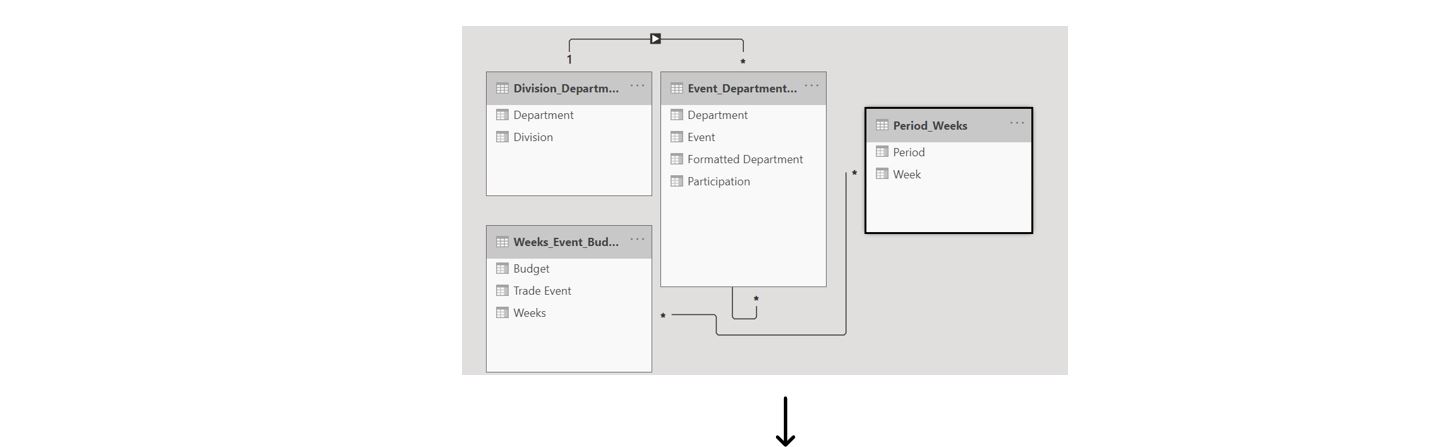 1
*
Division_Departm... ...
Department
Division
Event_Department... ...
Department
Event
Formatted Department
Participation
Period_Weeks ...
Period
Week
*
Weeks_Event_Bud... ...
Budget
Trade Event
Weeks
*
*